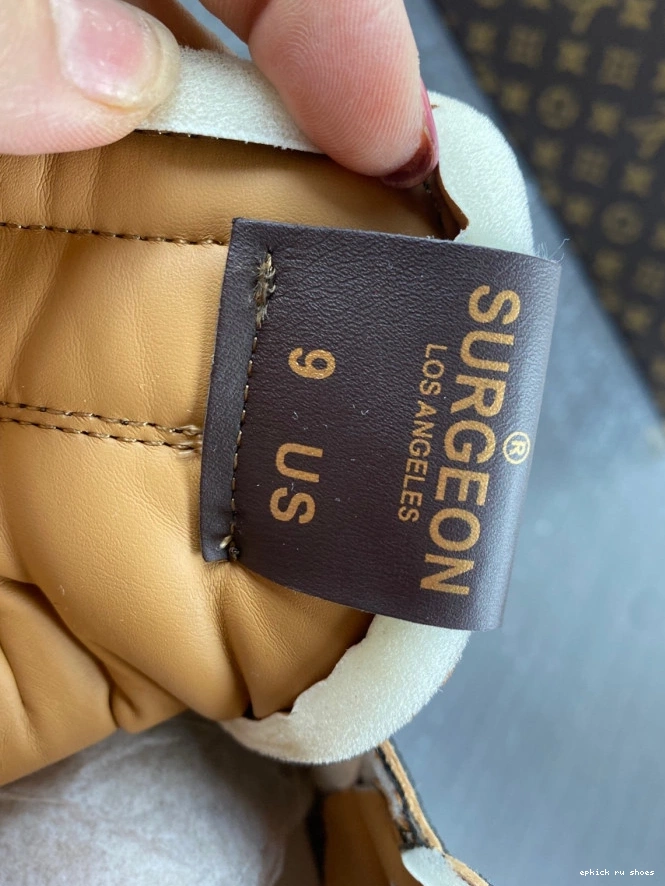 SURGEON®
LOS ANGELES
9 US
epkick ru shoes